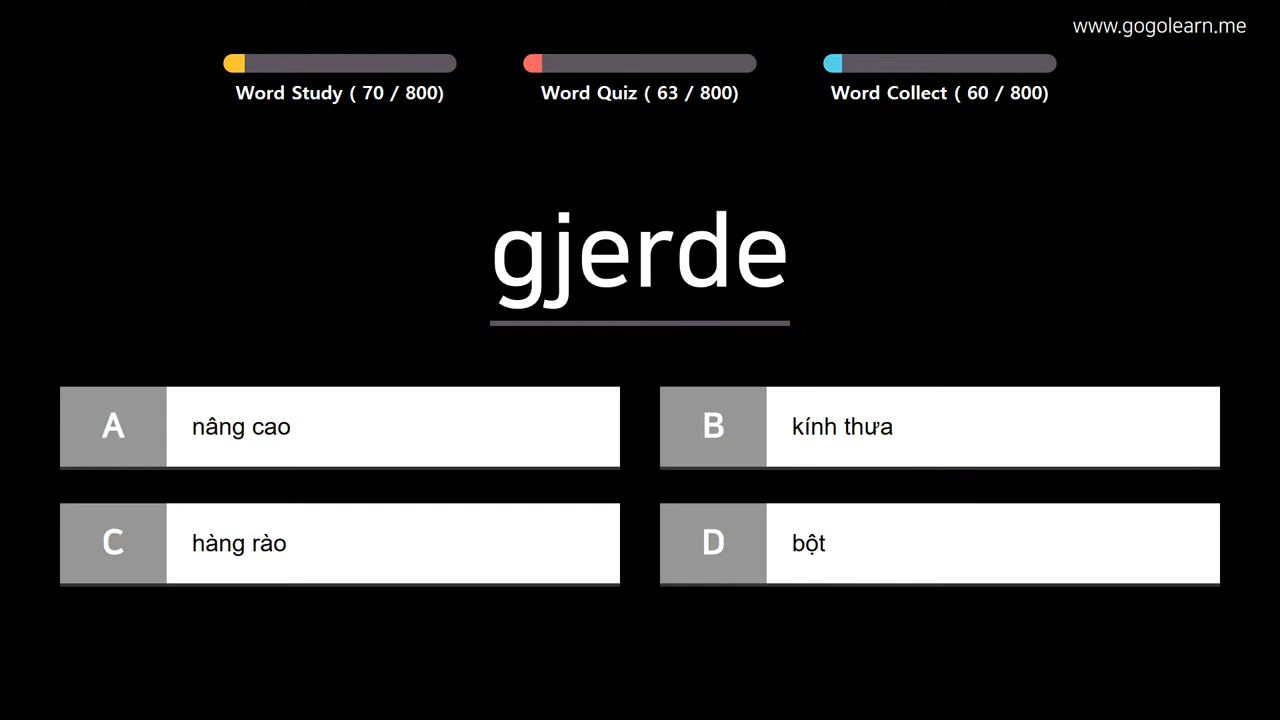 www.gogolearn.me
Word Study ( 70 / 800)
Word Quiz ( 63 / 800)
Word Collect ( 60 / 800)
gjerde
A nâng cao
B kính thưa
C hàng rào
D bột